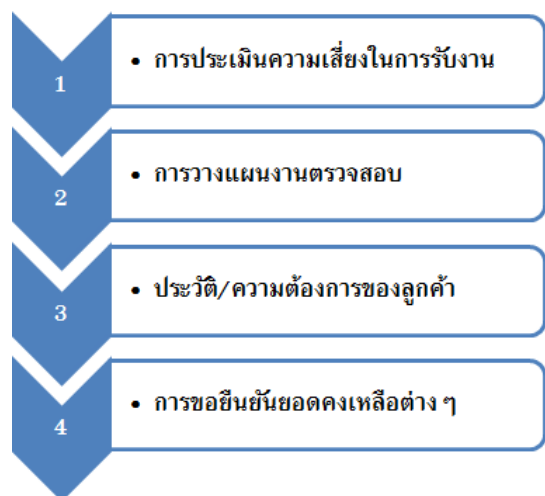 1
• การประเมินความเสี่ยงในการรับงาน
2
• การวางแผนงานตรวจสอบ
3
• ประวัติ/ความต้องการของลูกค้า
4
• การขอยืนยันยอดคงเหลือต่าง ๆ